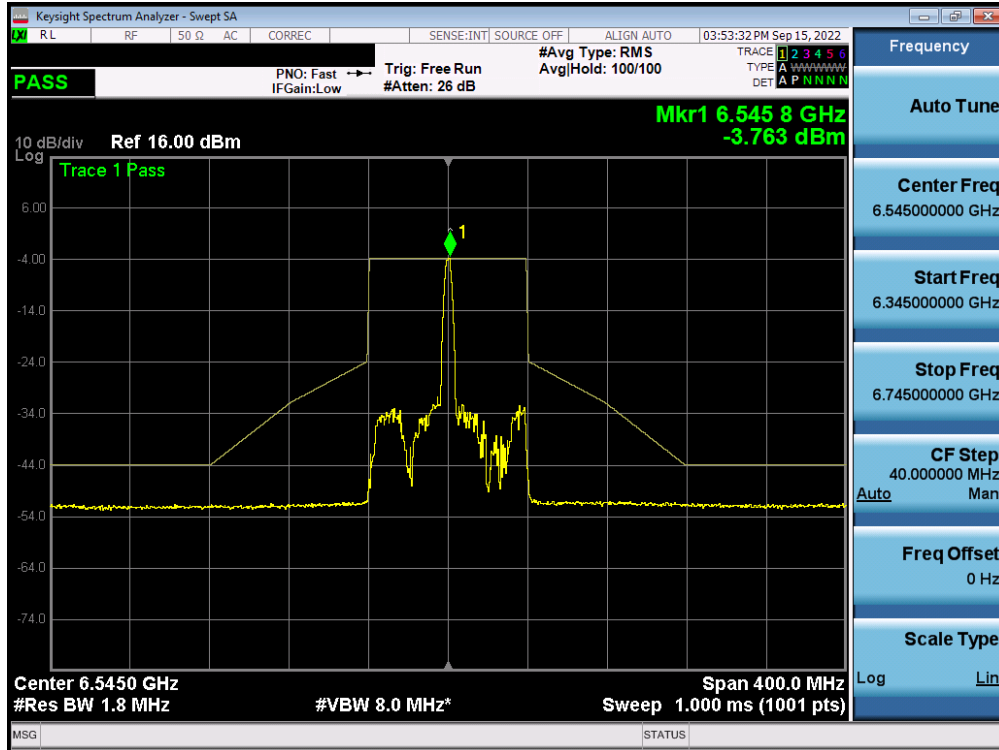 Keysight Spectrum Analyzer - Swept SA
LXI RL RF 50 Ω AC CORREC SENSE:INT SOURCE OFF ALIGN AUTO 03:53:32 PM Sep 15, 2022
PASS
PNO: Fast
IFGain:Low
Trig: Free Run
#Atten: 26 dB
#Avg Type: RMS
Avg|Hold: 100/100
TRACE 1 2 3 4 5 6
TYPE A WWWWW
DET A P N N N N
Mkr1 6.545 8 GHz
-3.763 dBm
10 dB/div Ref 16.00 dBm
Log
Trace 1 Pass
1
6.00
-4.00
-14.0
-24.0
-34.0
-44.0
-54.0
-64.0
-74.0
Center 6.5450 GHz Span 400.0 MHz
#Res BW 1.8 MHz #VBW 8.0 MHz* Sweep 1.000 ms (1001 pts)
MSG STATUS
Frequency
Auto Tune
Center Freq
6.545000000 GHz
Start Freq
6.345000000 GHz
Stop Freq
6.745000000 GHz
CF Step
40.000000 MHz
Auto Man
Freq Offset
0 Hz
Scale Type
Log Lin